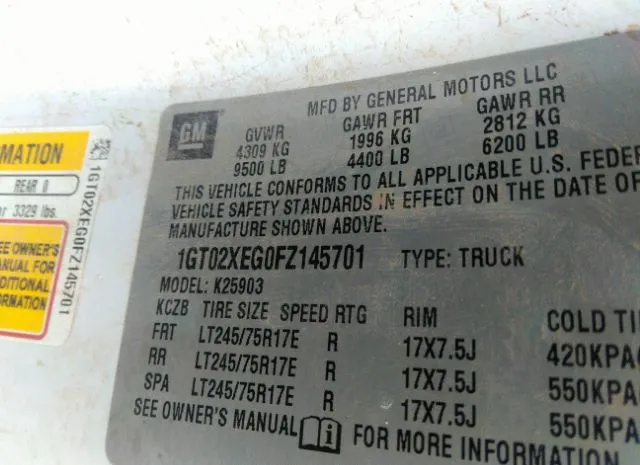 MFD BY GENERAL MOTORS LLC
GM
GVWR GAWR FRT GAWR RR
4309 KG 1996 KG 2812 KG
9500 LB 4400 LB 6200 LB
THIS VEHICLE CONFORMS TO ALL APPLICABLE U.S. FEDER
VEHICLE SAFETY STANDARDS IN EFFECT ON THE DATE OF
MANUFACTURE SHOWN ABOVE.
1GT02XEG0FZ145701 TYPE: TRUCK
MODEL: K25903
KCZB TIRE SIZE SPEED RTG RIM COLD TI
FRT LT245/75R17E R 17X7.5J 420KPA
RR LT245/75R17E R 17X7.5J 550KPA
SPA LT245/75R17E R 17X7.5J 550KPA
SEE OWNER'S MANUAL i FOR MORE INFORMATION
MATION
REAR 0
or 3329 lbs.
SEE OWNER'S
MANUAL FOR
ADDITIONAL
INFORMATION
1GT02XEG0FZ145701